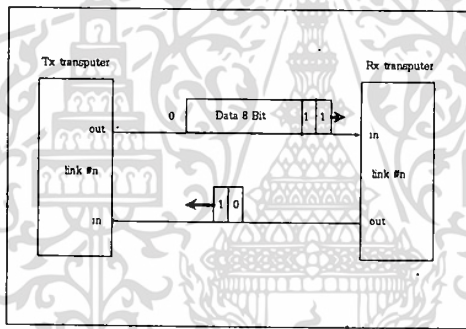 Tx transputer
Rx transputer
0 Data 8 Bit 1 1
out
in
link #n
link #n
1 0
in
out